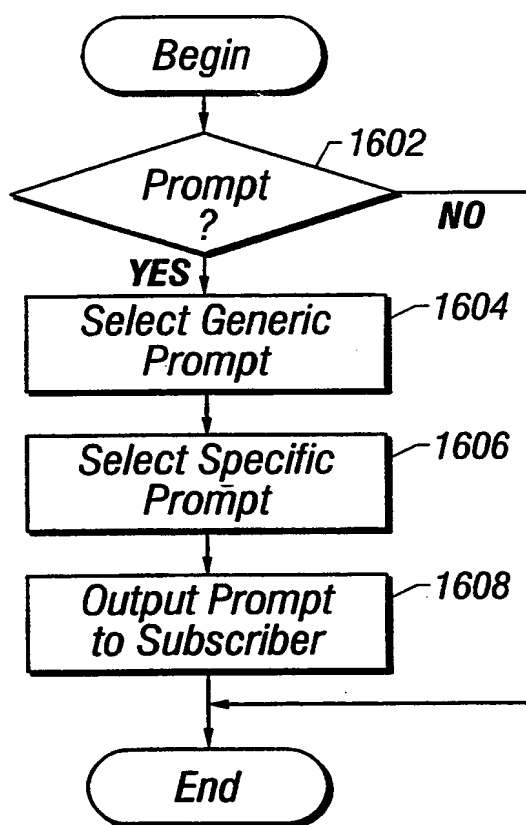 Begin
1602
Prompt
?
NO
YES
Select Generic
Prompt
1604
Select Specific
Prompt
1606
Output Prompt
to Subscriber
1608
End